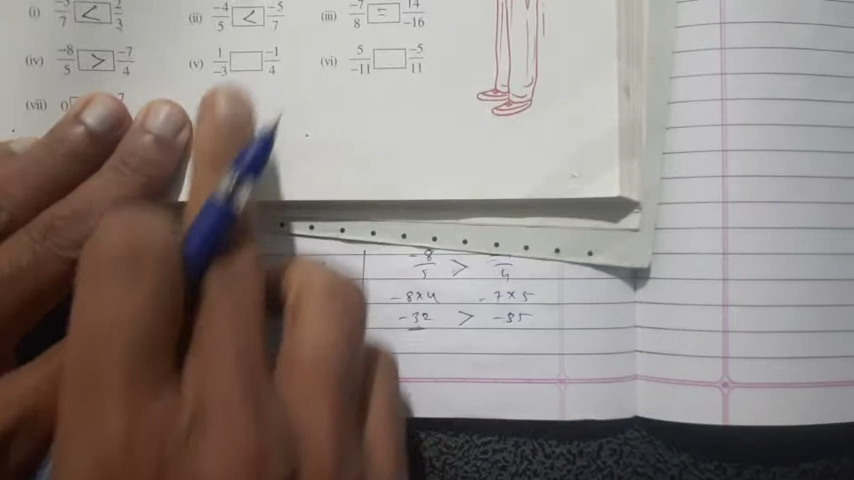 (i) -5/7 < 2/3 (ii) -4/5 < -5/7 (iii) -7/8 = 14/-16
(iv) -8/5 > -7/4 (v) 1/-3 -1/4 (vi) 5/-11 -5/11
(vii) 0 7
-8/5 > /4
-8×4 -7×5
-32 > -35